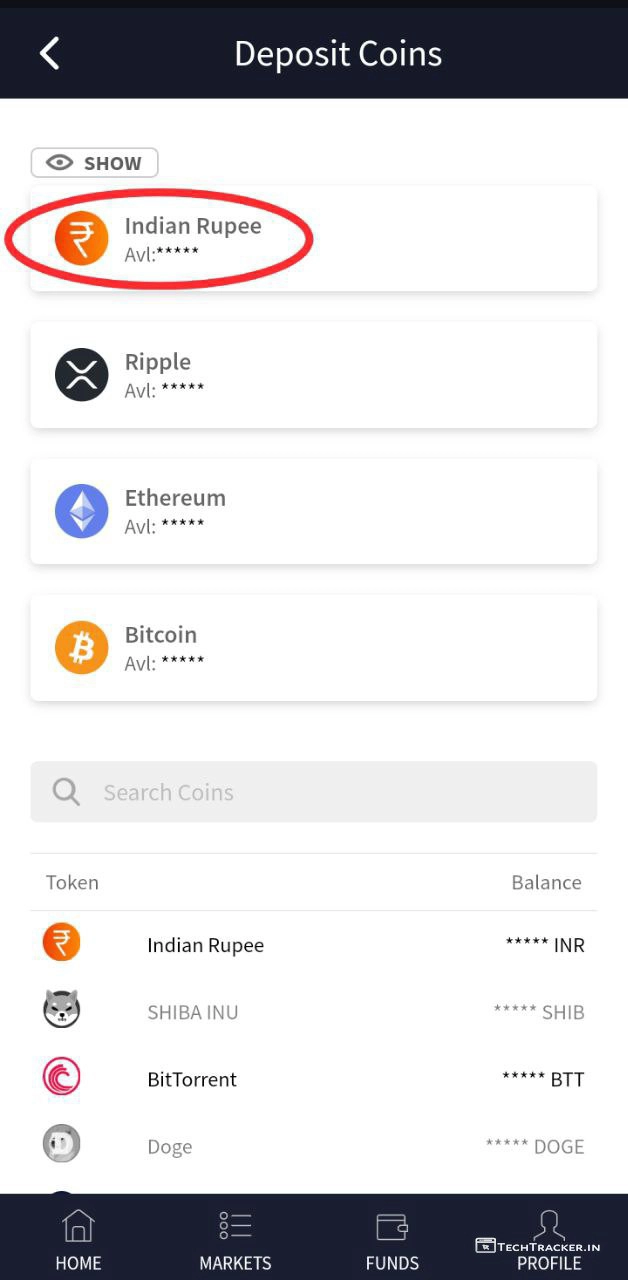 Deposit Coins
SHOW
Indian Rupee
Avl:*****
Ripple
Avl: *****
Ethereum
Avl: *****
Bitcoin
Avl: *****
Search Coins
Token Balance
Indian Rupee ***** INR
SHIBA INU ***** SHIB
BitTorrent ***** BTT
Doge ***** DOGE
HOME MARKETS FUNDS PROFILE
TECHTRACKER.IN